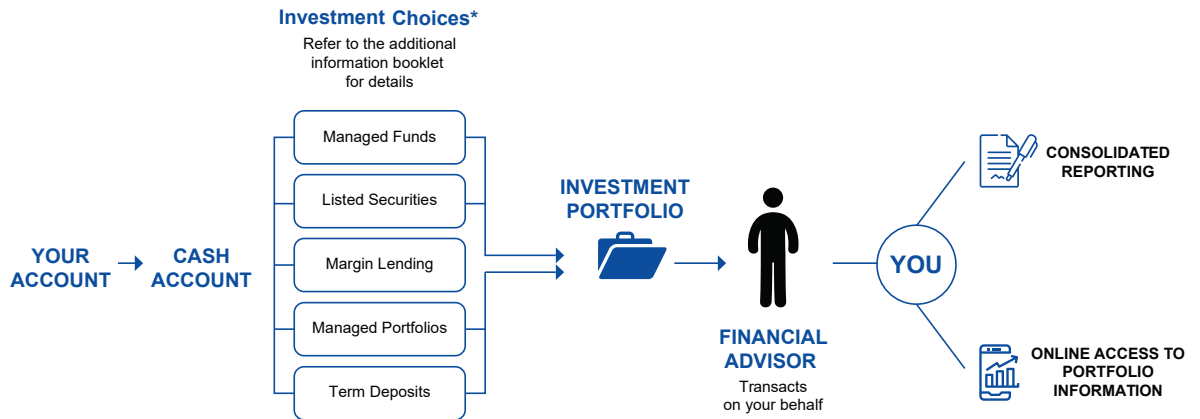 YOUR
ACCOUNT
CASH
ACCOUNT
Investment Choices*
Refer to the additional
information booklet
for details
Managed Funds
Listed Securities
Margin Lending
Managed Portfolios
Term Deposits
INVESTMENT
PORTFOLIO
FINANCIAL
ADVISOR
Transacts
on your behalf
YOU
CONSOLIDATED
REPORTING
ONLINE ACCESS TO
PORTFOLIO
INFORMATION